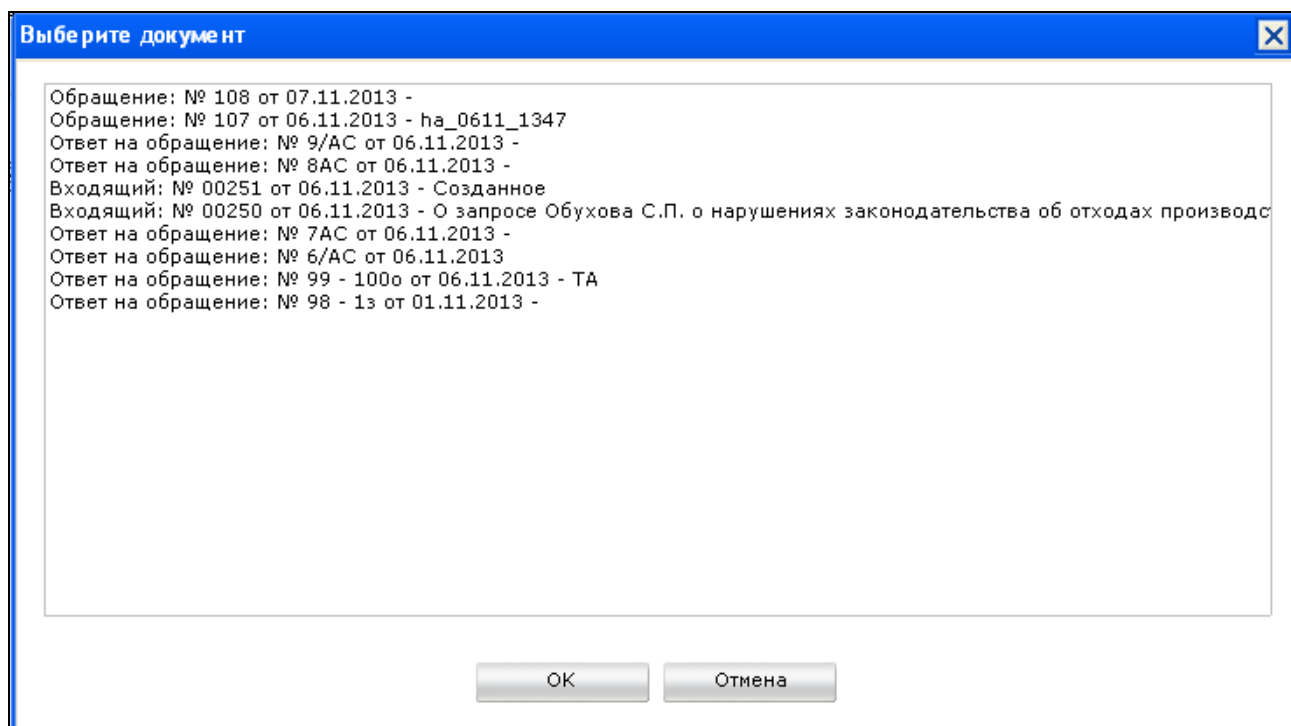 Выберите документ
Обращение: № 108 от 07.11.2013 -
Обращение: № 107 от 06.11.2013 - ha_0611_1347
Ответ на обращение: № 9/АС от 06.11.2013 -
Ответ на обращение: № 8АС от 06.11.2013 -
Входящий: № 00251 от 06.11.2013 - Созданное
Входящий: № 00250 от 06.11.2013 - О запросе Обухова С.П. о нарушениях законодательства об отходах производс
Ответ на обращение: № 7АС от 06.11.2013 -
Ответ на обращение: № 6/АС от 06.11.2013
Ответ на обращение: № 99 - 100о от 06.11.2013 - ТА
Ответ на обращение: № 98 - 1з от 01.11.2013 -
ОК Отмена